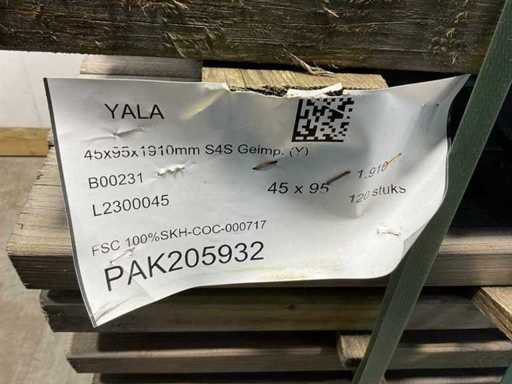 YALA
45x95x1910mm S4S Geimp. (Y)
B00231
45 x 95
1.910
L2300045
120 stuks
FSC 100%SKH-COC-000717
PAK205932